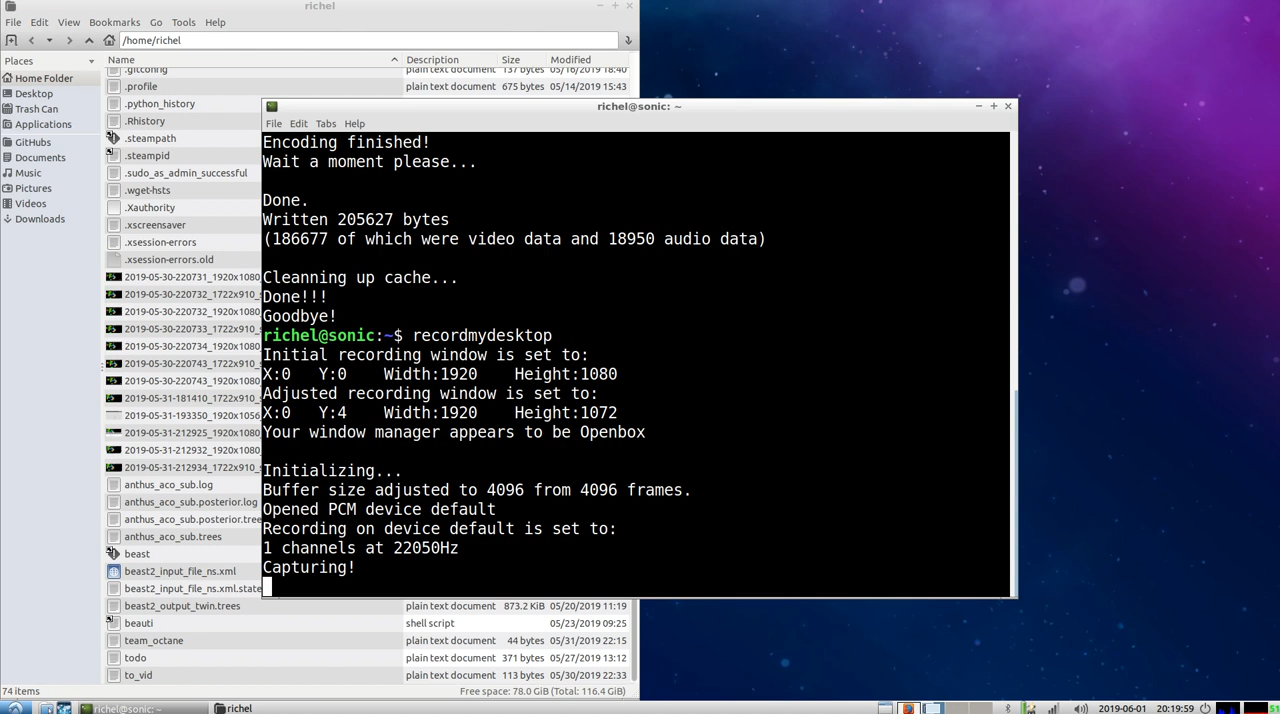 richel
File Edit View Bookmarks Go Tools Help
/home/richel
Places
Home Folder
Desktop
Trash Can
Applications
GitHubs
Documents
Music
Pictures
Videos
Downloads
Name Description Size Modified
.gitconfig plain text document 137 bytes 05/16/2019 18:40
.profile plain text document 675 bytes 05/14/2019 15:43
.python_history
.Rhistory
.steampath
.steampid
.sudo_as_admin_successful
.wget-hsts
.Xauthority
.xscreensaver
.xsession-errors
.xsession-errors.old
2019-05-30-220731_1920x1080_
2019-05-30-220732_1722x910_s
2019-05-30-220732_1920x1080_
2019-05-30-220733_1722x910_s
2019-05-30-220734_1920x1080_
2019-05-30-220743_1722x910_s
2019-05-30-220743_1920x1080_
2019-05-31-181410_1722x910_s
2019-05-31-193350_1920x1056_
2019-05-31-212925_1920x1080_
2019-05-31-212932_1920x1080_
2019-05-31-212934_1722x910_s
anthus_aco_sub.log
anthus_aco_sub.posterior.log
anthus_aco_sub.posterior.tree
anthus_aco_sub.trees
beast
beast2_input_file_ns.xml
beast2_input_file_ns.xml.state
beast2_output_twin.trees plain text document 873.2 KiB 05/20/2019 11:19
beauti shell script 05/23/2019 09:25
team_octane plain text document 44 bytes 05/31/2019 22:15
todo plain text document 371 bytes 05/27/2019 13:12
to_vid plain text document 113 bytes 05/30/2019 22:33
74 items Free space: 78.0 GiB (Total: 116.4 GiB)
richel@sonic: ~
File Edit Tabs Help
Encoding finished!
Wait a moment please...
Done.
Written 205627 bytes
(186677 of which were video data and 18950 audio data)
Cleanning up cache...
Done!!!
Goodbye!
richel@sonic:~$ recordmydesktop
Initial recording window is set to:
X:0 Y:0 Width:1920 Height:1080
Adjusted recording window is set to:
X:0 Y:4 Width:1920 Height:1072
Your window manager appears to be Openbox
Initializing...
Buffer size adjusted to 4096 from 4096 frames.
Opened PCM device default
Recording on device default is set to:
1 channels at 22050Hz
Capturing!
richel@sonic: ~ richel 2019-06-01 20:19:59